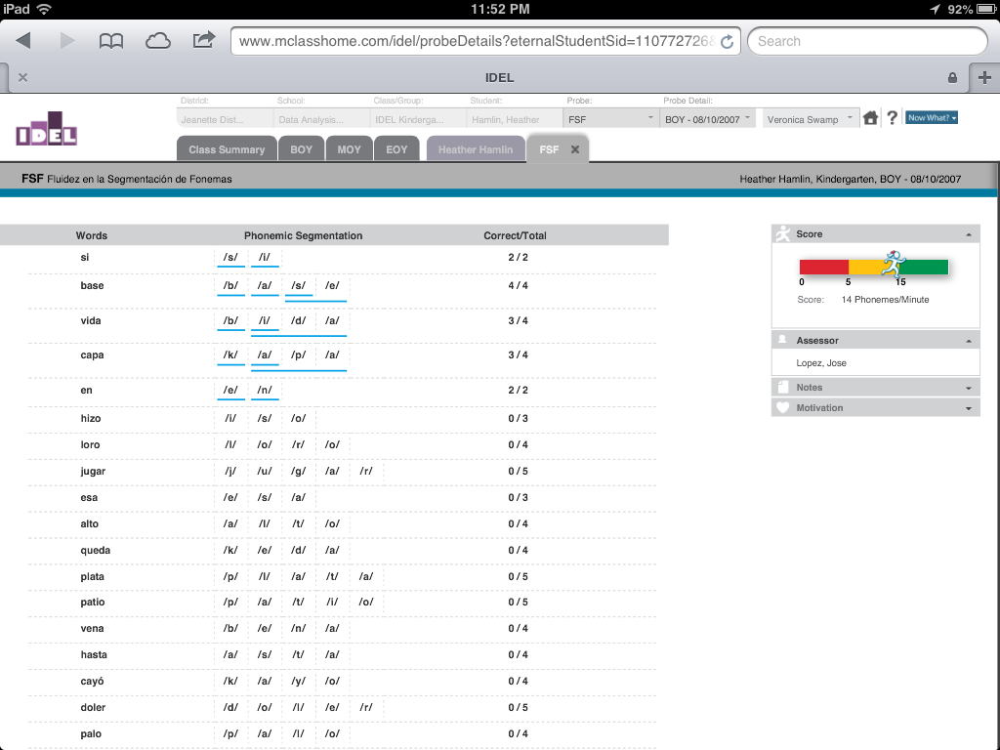 iPad 11:52 PM 92%
www.mclasshome.com/idel/probeDetails?eternalStudentSid=110772726 Search
IDEL
District: School: Class/Group: Student: Probe: Probe Detail:
Jeanette Dist... Data Analysis... IDEL Kinderga... Hamlin, Heather FSF BOY - 08/10/2007 Veronica Swamp ? Now What?
IDEL
Class Summary BOY MOY EOY Heather Hamlin FSF X
FSF Fluidez en la Segmentación de Fonemas Heather Hamlin, Kindergarten, BOY - 08/10/2007
Words Phonemic Segmentation Correct/Total
si /s/ /i/ 2 / 2
base /b/ /a/ /s/ /e/ 4 / 4
vida /b/ /i/ /d/ /a/ 3 / 4
capa /k/ /a/ /p/ /a/ 3 / 4
en /e/ /n/ 2 / 2
hizo /i/ /s/ /o/ 0 / 3
loro /l/ /o/ /r/ /o/ 0 / 4
jugar /j/ /u/ /g/ /a/ /r/ 0 / 5
esa /e/ /s/ /a/ 0 / 3
alto /a/ /l/ /t/ /o/ 0 / 4
queda /k/ /e/ /d/ /a/ 0 / 4
plata /p/ /l/ /a/ /t/ /a/ 0 / 5
patio /p/ /a/ /t/ /i/ /o/ 0 / 5
vena /b/ /e/ /n/ /a/ 0 / 4
hasta /a/ /s/ /t/ /a/ 0 / 4
cayó /k/ /a/ /y/ /o/ 0 / 4
doler /d/ /o/ /l/ /e/ /r/ 0 / 5
palo /p/ /a/ /l/ /o/ 0 / 4
Score
0 5 15
Score: 14 Phonemes/Minute
Assessor
Lopez, Jose
Notes
Motivation